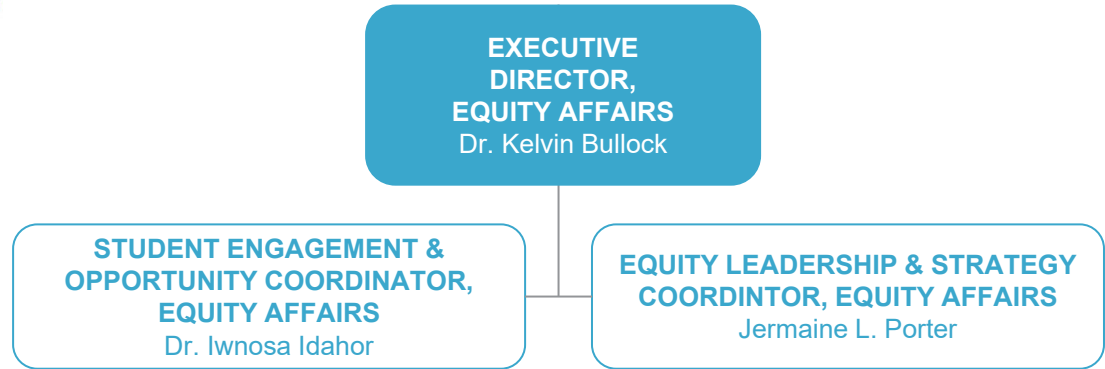 EXECUTIVE
DIRECTOR,
EQUITY AFFAIRS
Dr. Kelvin Bullock
STUDENT ENGAGEMENT &
OPPORTUNITY COORDINATOR,
EQUITY AFFAIRS
Dr. Iwnosa Idahor
EQUITY LEADERSHIP & STRATEGY
COORDINTOR, EQUITY AFFAIRS
Jermaine L. Porter